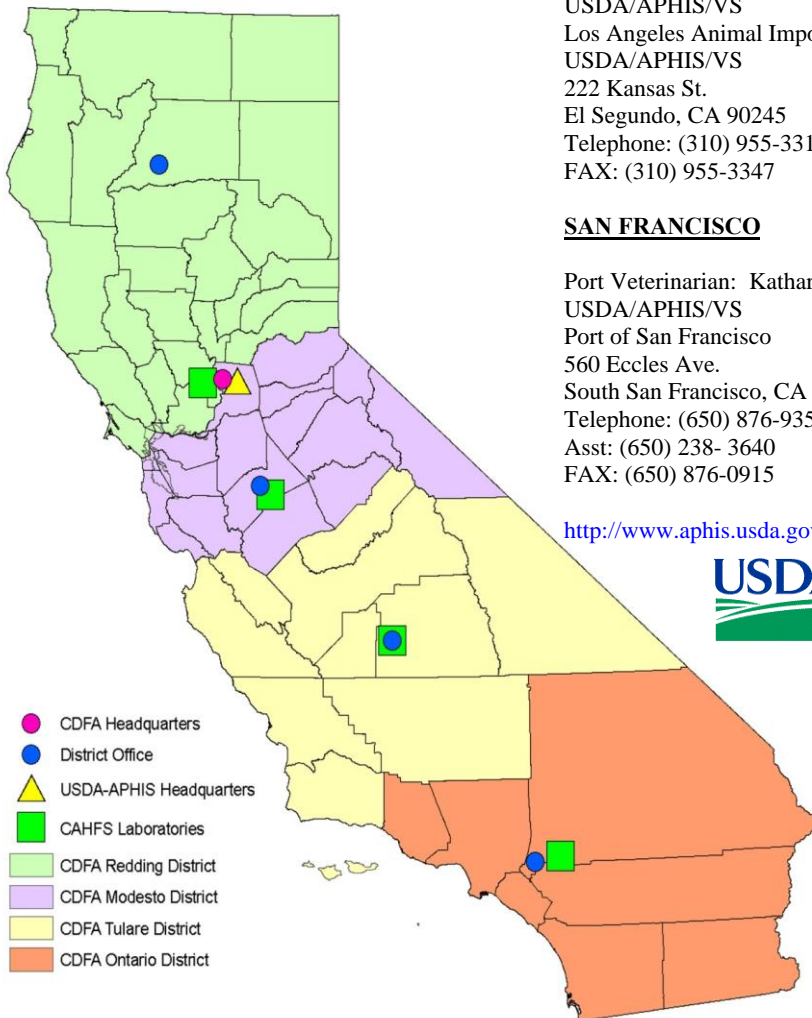 USDA/APHIS/VS
Los Angeles Animal Impo
USDA/APHIS/VS
222 Kansas St.
El Segundo, CA 90245
Telephone: (310) 955-331
FAX: (310) 955-3347
SAN FRANCISCO
Port Veterinarian: Kathar
USDA/APHIS/VS
Port of San Francisco
560 Eccles Ave.
South San Francisco, CA
Telephone: (650) 876-935
Asst: (650) 238- 3640
FAX: (650) 876-0915
http://www.aphis.usda.gov
USDA
CDFA Headquarters
District Office
USDA-APHIS Headquarters
CAHFS Laboratories
CDFA Redding District
CDFA Modesto District
CDFA Tulare District
CDFA Ontario District